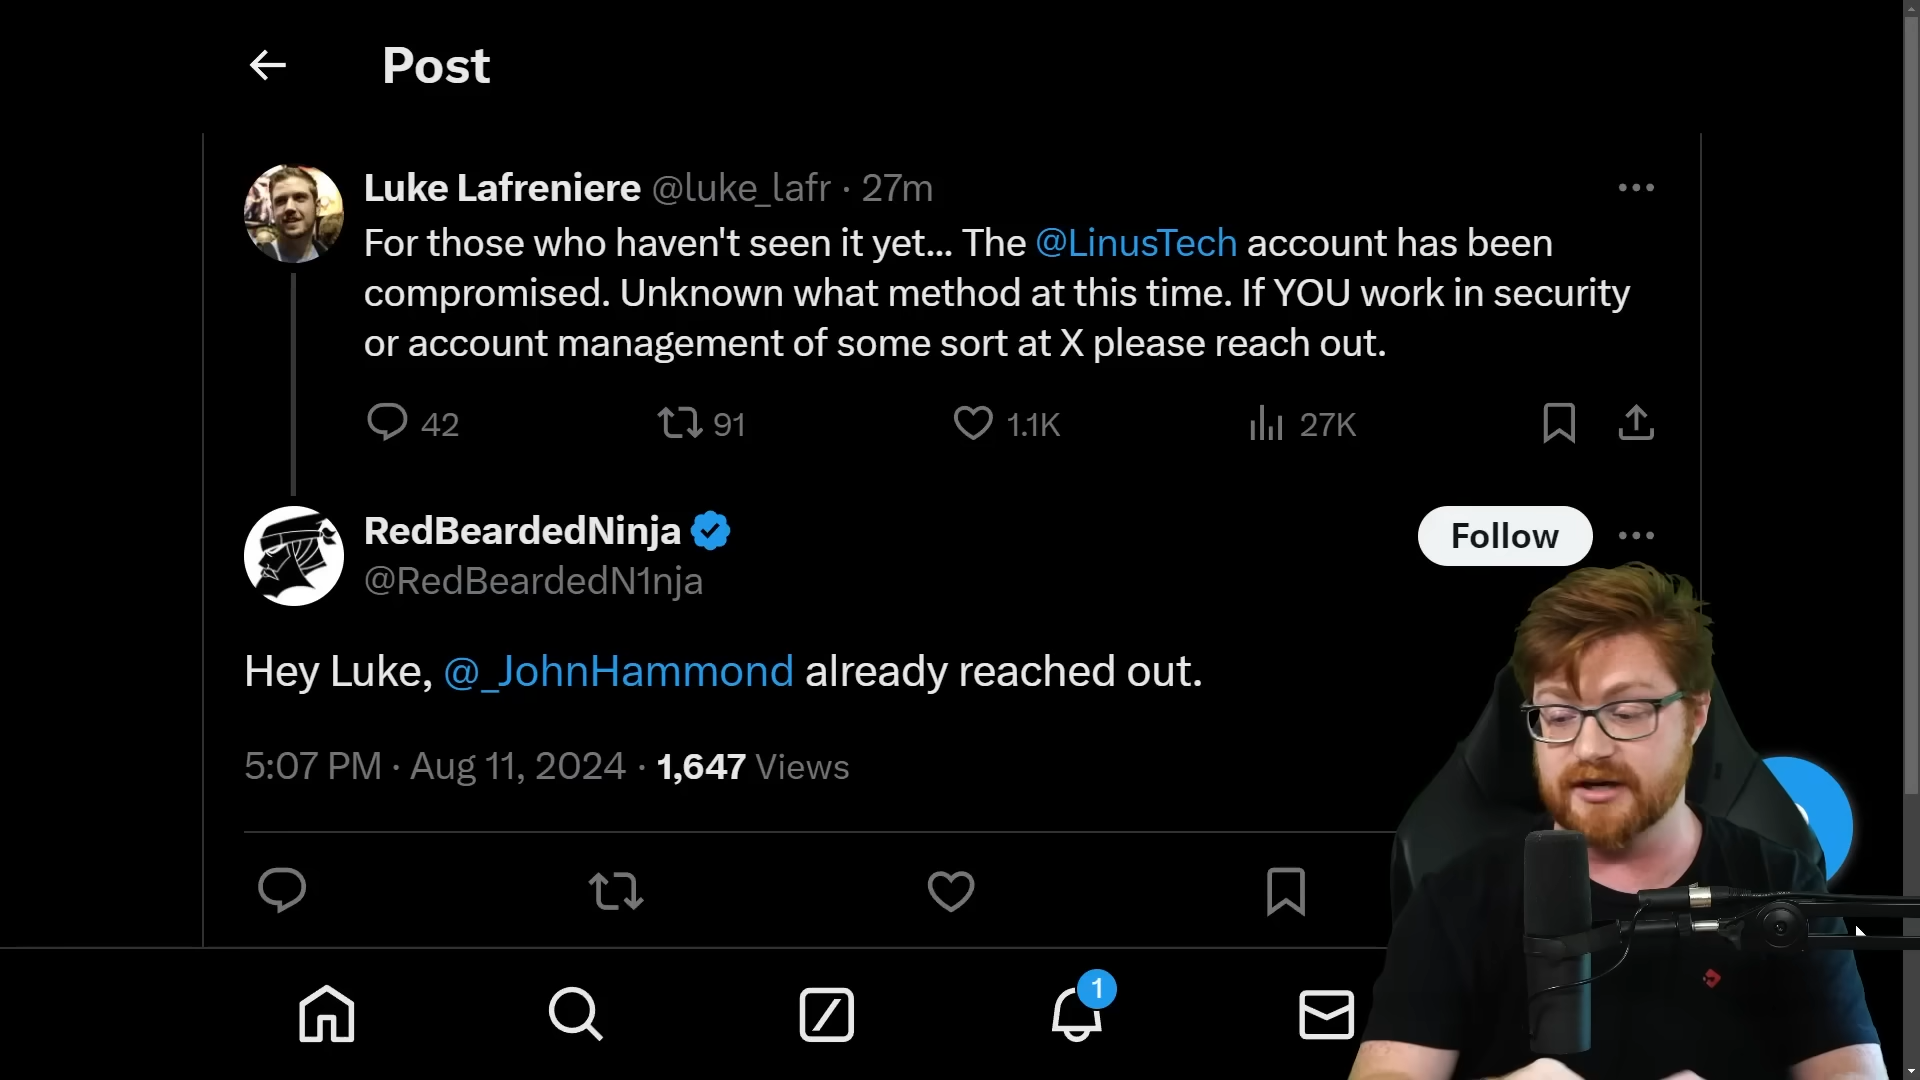 Post
Luke Lafreniere @luke_lafr · 27m
For those who haven't seen it yet... The @LinusTech account has been
compromised. Unknown what method at this time. If YOU work in security
or account management of some sort at X please reach out.
42 91 1.1K 27K
RedBeardedNinja
Follow
@RedBeardedN1nja
Hey Luke, @_JohnHammond already reached out.
5:07 PM · Aug 11, 2024 · 1,647 Views
1